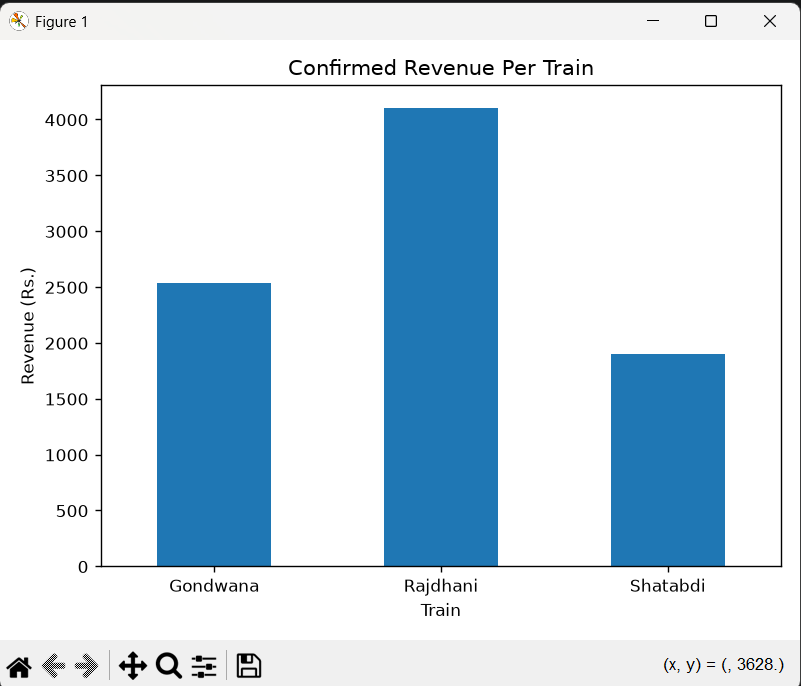 Figure 1
Confirmed Revenue Per Train
4000
3500
3000
2500
2000
1500
1000
500
0
Revenue (Rs.)
Gondwana Rajdhani Shatabdi
Train
(x, y) = (, 3628.)